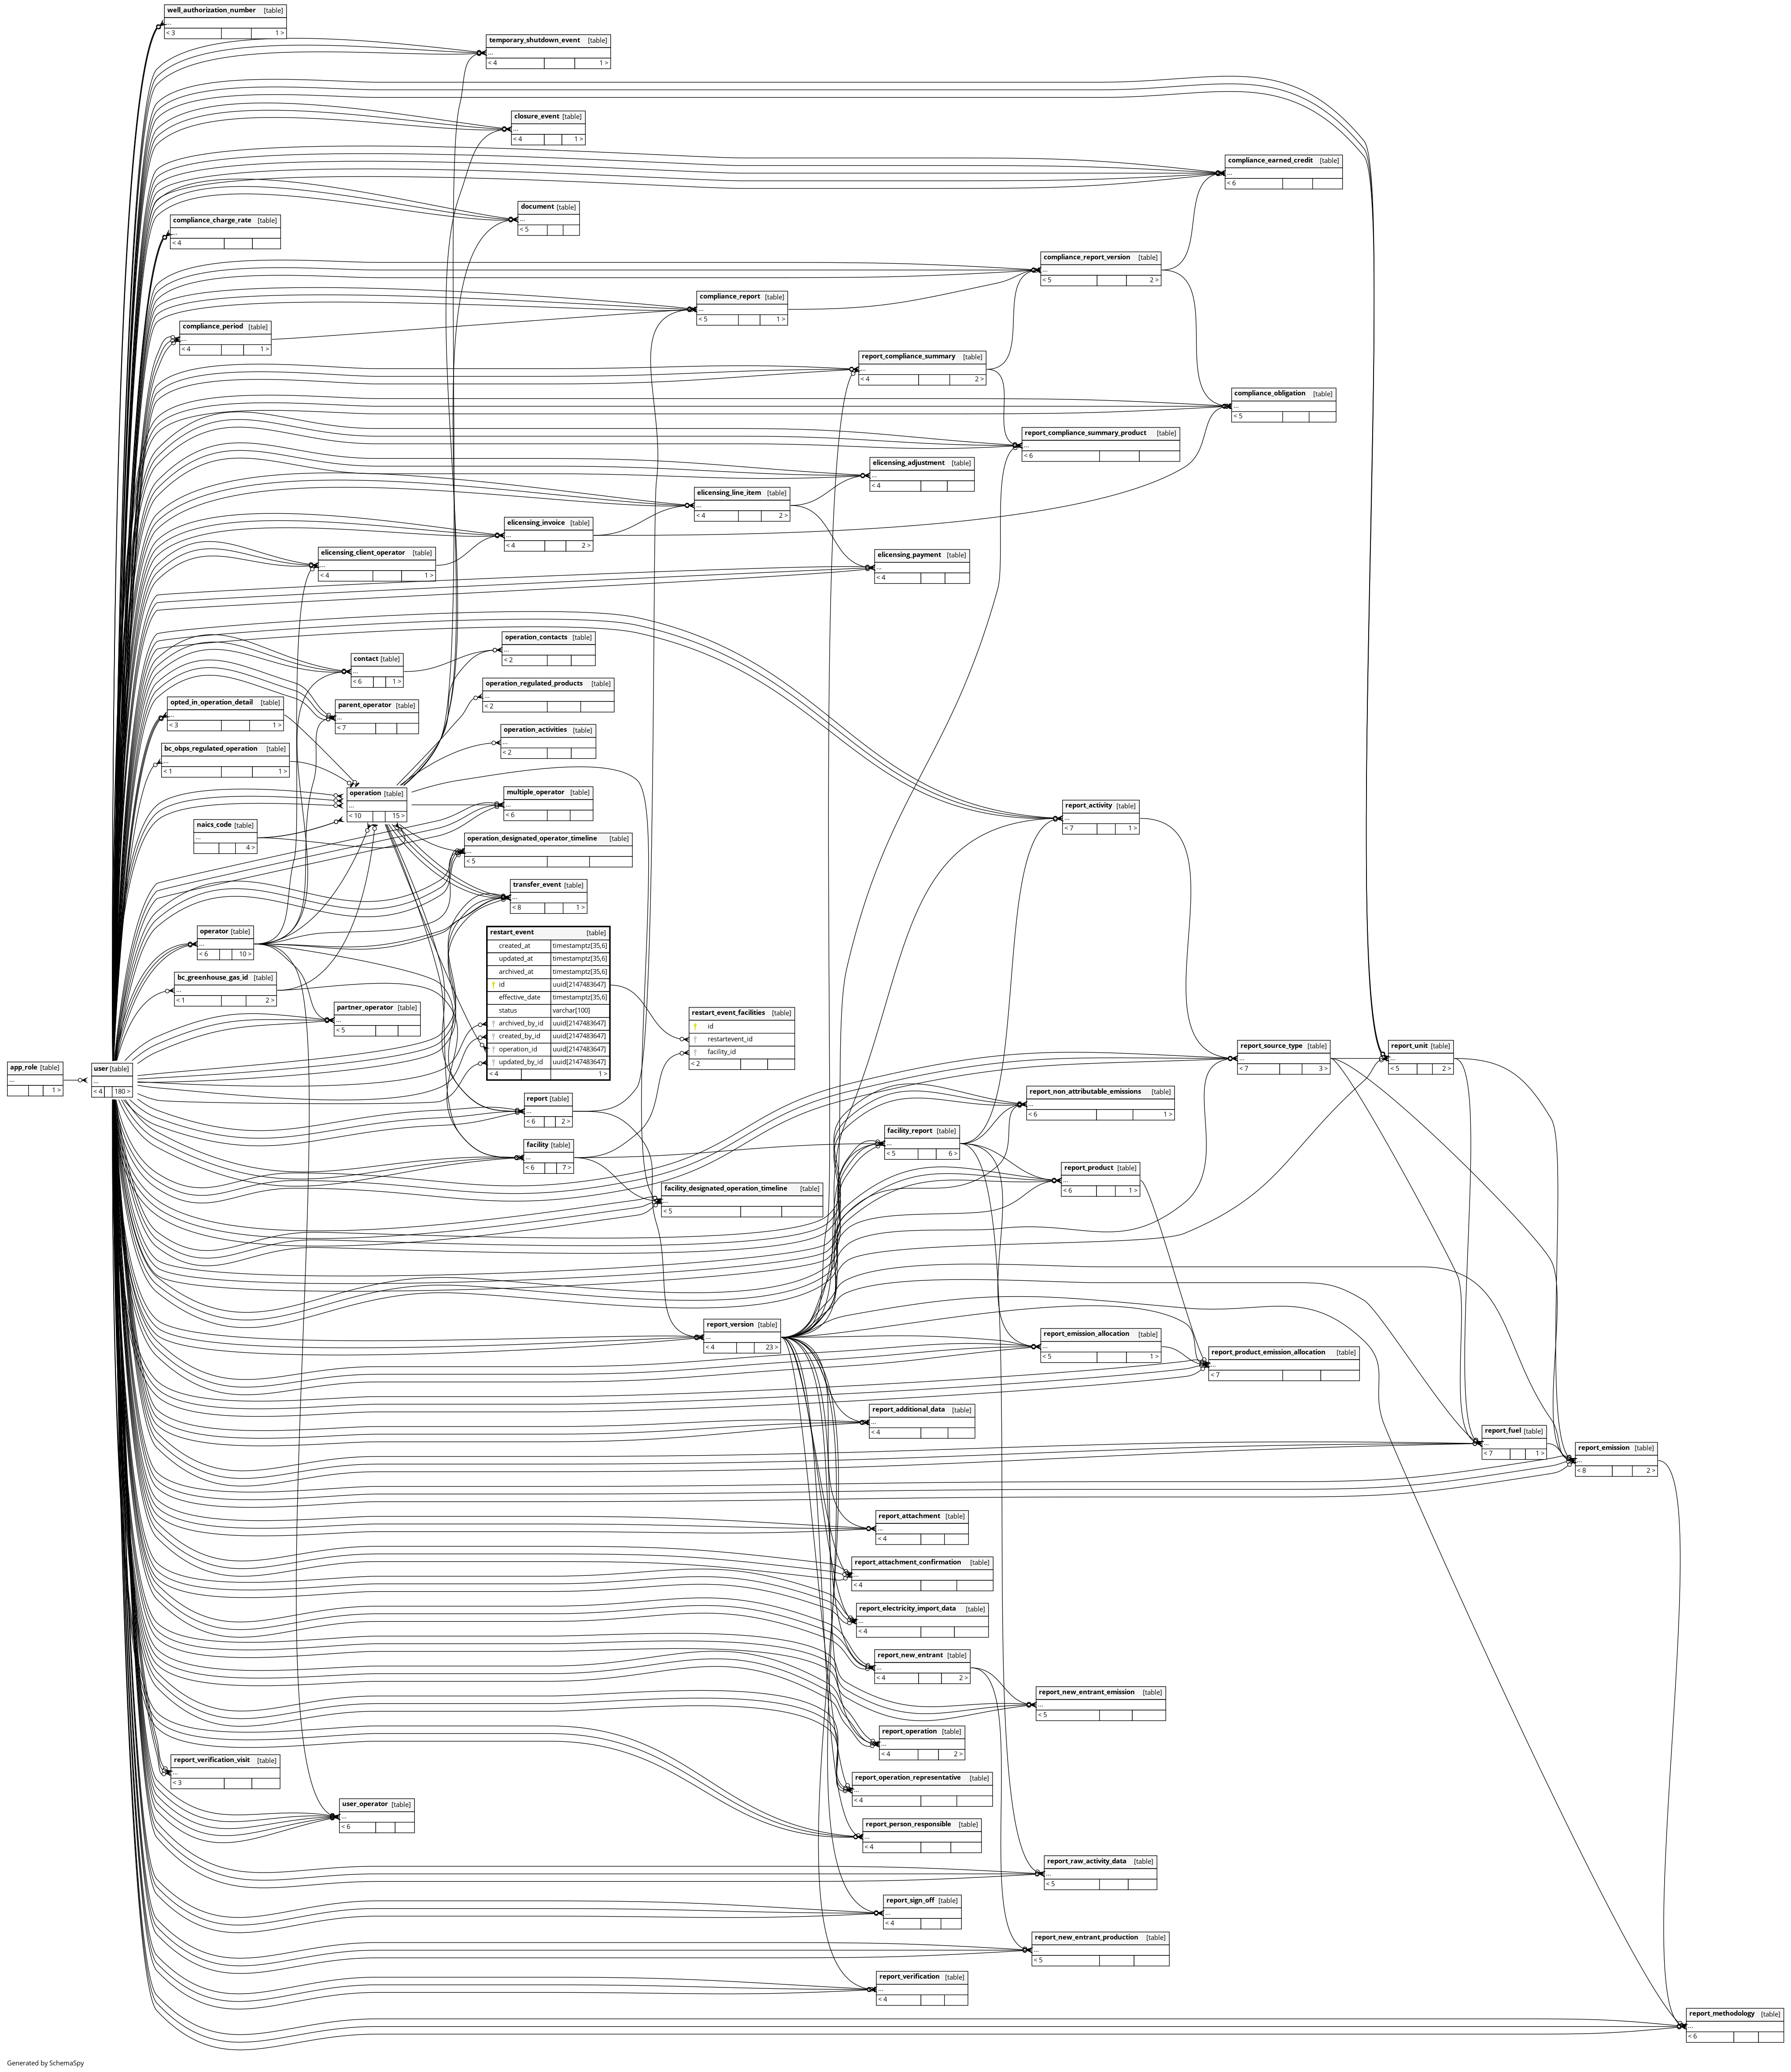 well_authorization_number [table]
...
< 3 1 >
temporary_shutdown_event [table]
...
< 4 1 >
closure_event [table]
...
< 4 1 >
compliance_earned_credit [table]
...
< 6
document [table]
...
< 5
compliance_charge_rate [table]
...
< 4
compliance_report_version [table]
...
< 5 2 >
compliance_report [table]
...
< 5 1 >
compliance_period [table]
...
< 4 1 >
report_compliance_summary [table]
...
< 4 2 >
compliance_obligation [table]
...
< 5
report_compliance_summary_product [table]
...
< 6
elicensing_adjustment [table]
...
< 4
elicensing_line_item [table]
...
< 4 2 >
elicensing_invoice [table]
...
< 4 2 >
elicensing_client_operator [table]
...
< 4 1 >
elicensing_payment [table]
...
< 4
operation_contacts [table]
...
< 2
contact [table]
...
< 6 1 >
operation_regulated_products [table]
...
< 2
opted_in_operation_detail [table]
...
< 3 1 >
parent_operator [table]
...
< 7
operation_activities [table]
...
< 2
bc_obps_regulated_operation [table]
...
< 1 1 >
operation [table]
...
< 10 15 >
multiple_operator [table]
...
< 6
report_activity [table]
...
< 7 1 >
naics_code [table]
...
4 >
operation_designated_operator_timeline [table]
...
< 5
transfer_event [table]
...
< 8 1 >
operator [table]
...
< 6 10 >
restart_event [table]
created_at timestamptz[35,6]
updated_at timestamptz[35,6]
archived_at timestamptz[35,6]
id uuid[2147483647]
effective_date timestamptz[35,6]
status varchar[100]
archived_by_id uuid[2147483647]
created_by_id uuid[2147483647]
operation_id uuid[2147483647]
updated_by_id uuid[2147483647]
< 4 1 >
bc_greenhouse_gas_id [table]
...
< 1 2 >
partner_operator [table]
...
< 5
restart_event_facilities [table]
id
restartevent_id
facility_id
< 2
app_role [table]
...
1 >
user [table]
...
< 4 180 >
report_source_type [table]
...
< 7 3 >
report_unit [table]
...
< 5 2 >
report [table]
...
< 6 2 >
report_non_attributable_emissions [table]
...
< 6 1 >
facility [table]
...
< 6 7 >
facility_report [table]
...
< 5 6 >
report_product [table]
...
< 6 1 >
facility_designated_operation_timeline [table]
...
< 5
report_version [table]
...
< 4 23 >
report_emission_allocation [table]
...
< 5 1 >
report_product_emission_allocation [table]
...
< 7
report_additional_data [table]
...
< 4
report_fuel [table]
...
< 7 1 >
report_emission [table]
...
< 8 2 >
report_attachment [table]
...
< 4
report_attachment_confirmation [table]
...
< 4
report_electricity_import_data [table]
...
< 4
report_new_entrant [table]
...
< 4 2 >
report_new_entrant_emission [table]
...
< 5
report_operation [table]
...
< 4 2 >
report_verification_visit [table]
...
< 3
report_operation_representative [table]
...
< 4
user_operator [table]
...
< 6
report_person_responsible [table]
...
< 4
report_raw_activity_data [table]
...
< 5
report_sign_off [table]
...
< 4
report_new_entrant_production [table]
...
< 5
report_verification [table]
...
< 4
report_methodology [table]
...
< 6
Generated by SchemaSpy